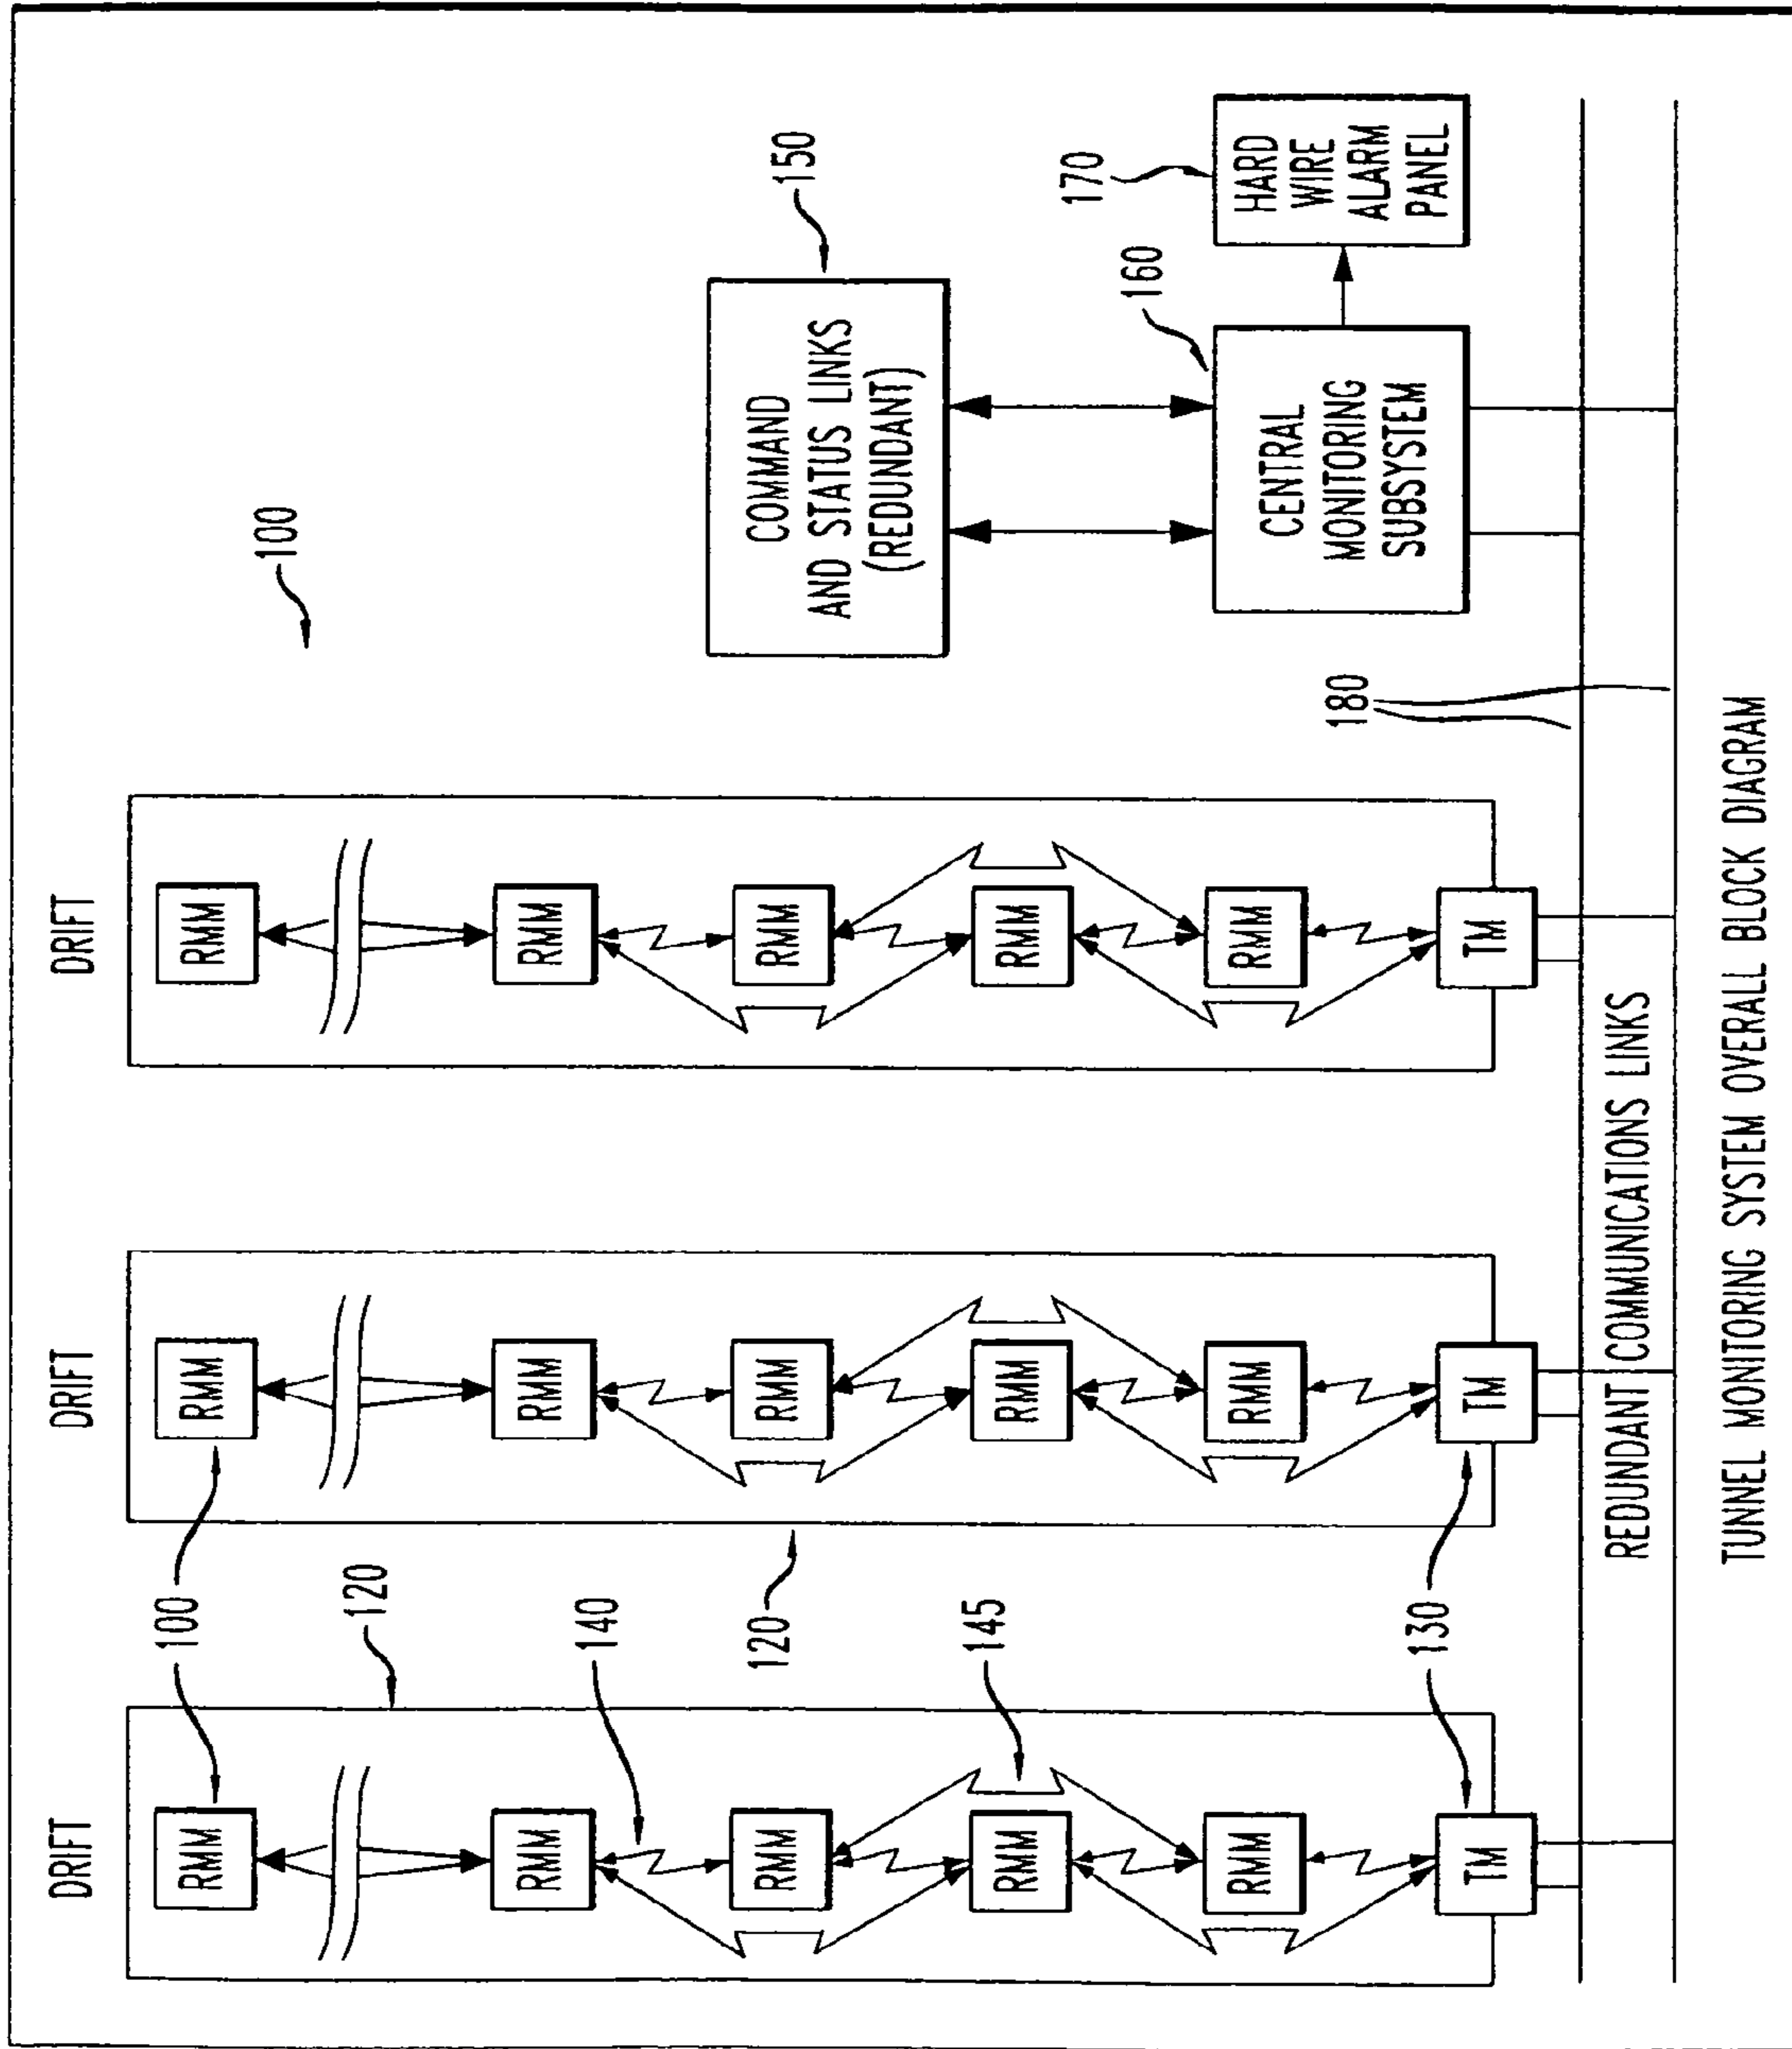 DRIFT
DRIFT
DRIFT
RMM
RMM
RMM
RMM
TM
RMM
RMM
RMM
RMM
TM
RMM
RMM
RMM
RMM
TM
100
120
140
120
145
130
100
COMMAND
AND STATUS LINKS
(REDUNDANT)
150
160
CENTRAL
MONITORING
SUBSYSTEM
170
HARD
WIRE
ALARM
PANEL
180
REDUNDANT COMMUNICATIONS LINKS
TUNNEL MONITORING SYSTEM OVERALL BLOCK DIAGRAM
RMM
RMM
RMM